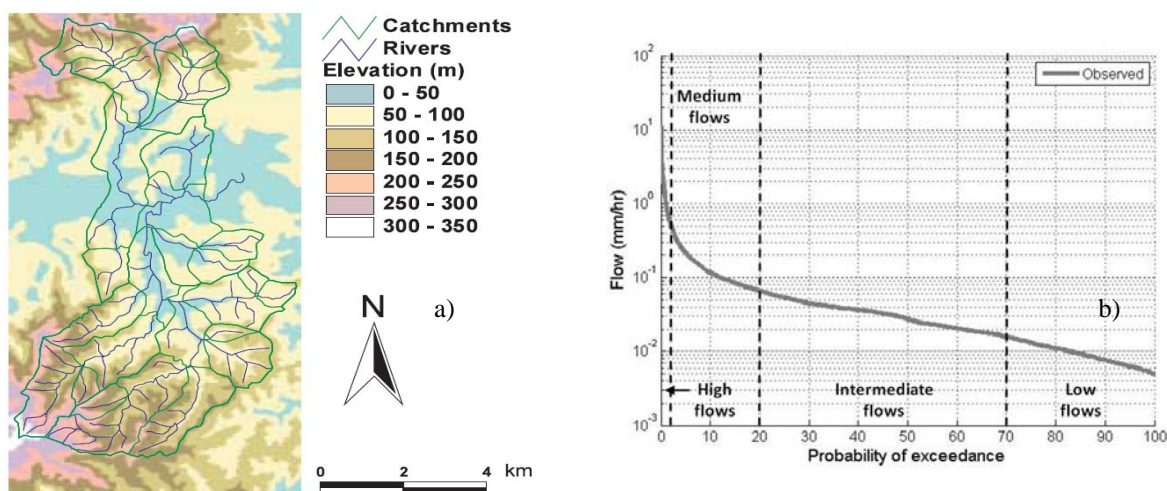 Catchments
Rivers
Elevation (m)
0 - 50
50 - 100
100 - 150
150 - 200
200 - 250
250 - 300
300 - 350
N
a)
0 2 4 km
10^2
10^1
10^0
10^-1
10^-2
10^-3
Flow (mm/hr)
Observed
Medium
flows
b)
High
flows
Intermediate
flows
Low
flows
0 10 20 30 40 50 60 70 80 90 100
Probability of exceedance